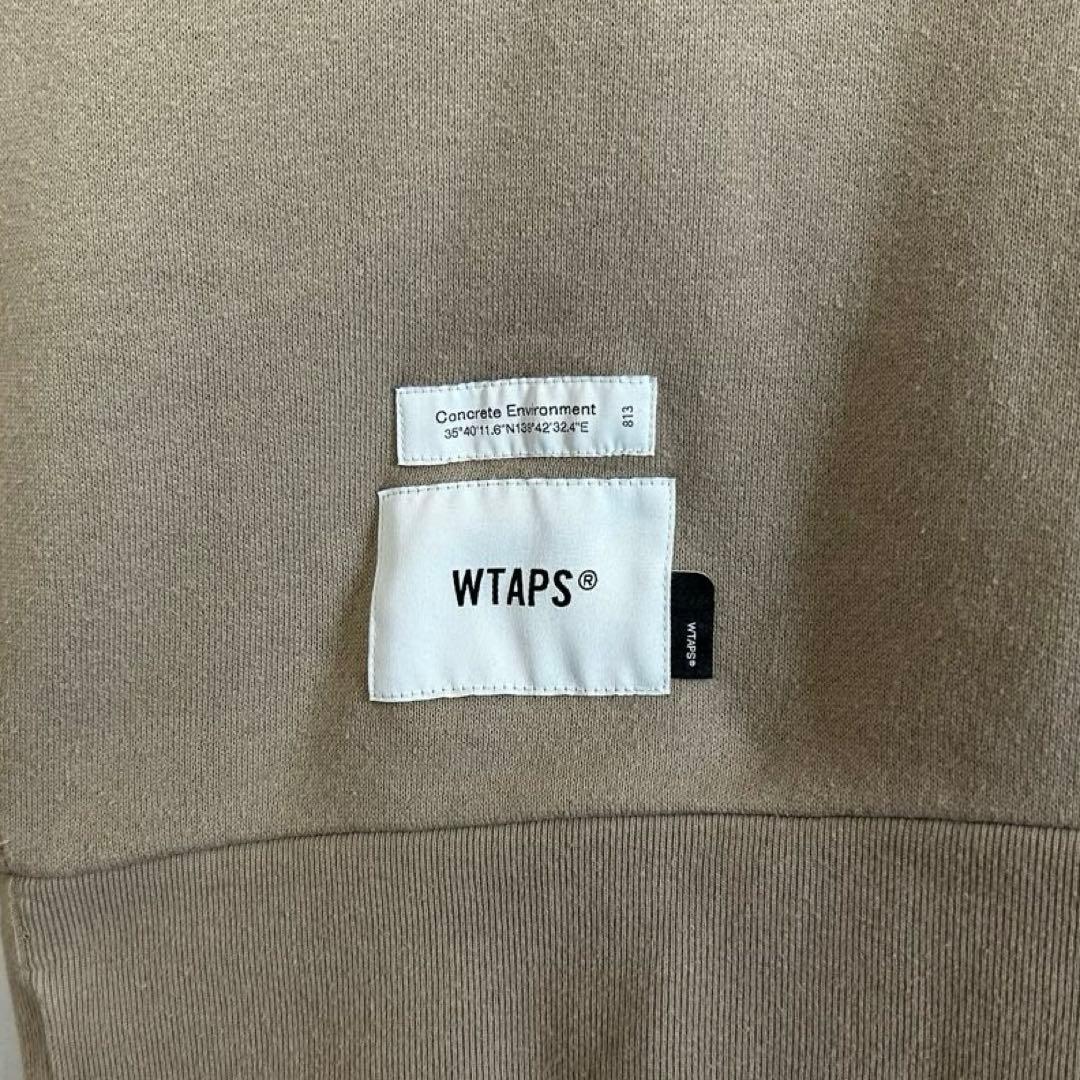 Concrete Environment
35°40'11.6"N139°42'32.4"E
813
WTAPS®
WTAPS®